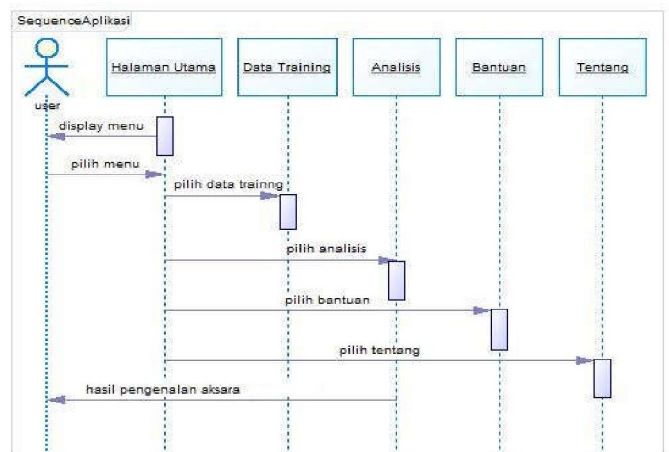 SequenceAplikasi
Halaman Utama
Data Training
Analisis
Bantuan
Tentang
user
display menu
pilih menu
pilih data trainng
pilih analisis
pilih bantuan
pilih tentang
hasil pengenalan aksara